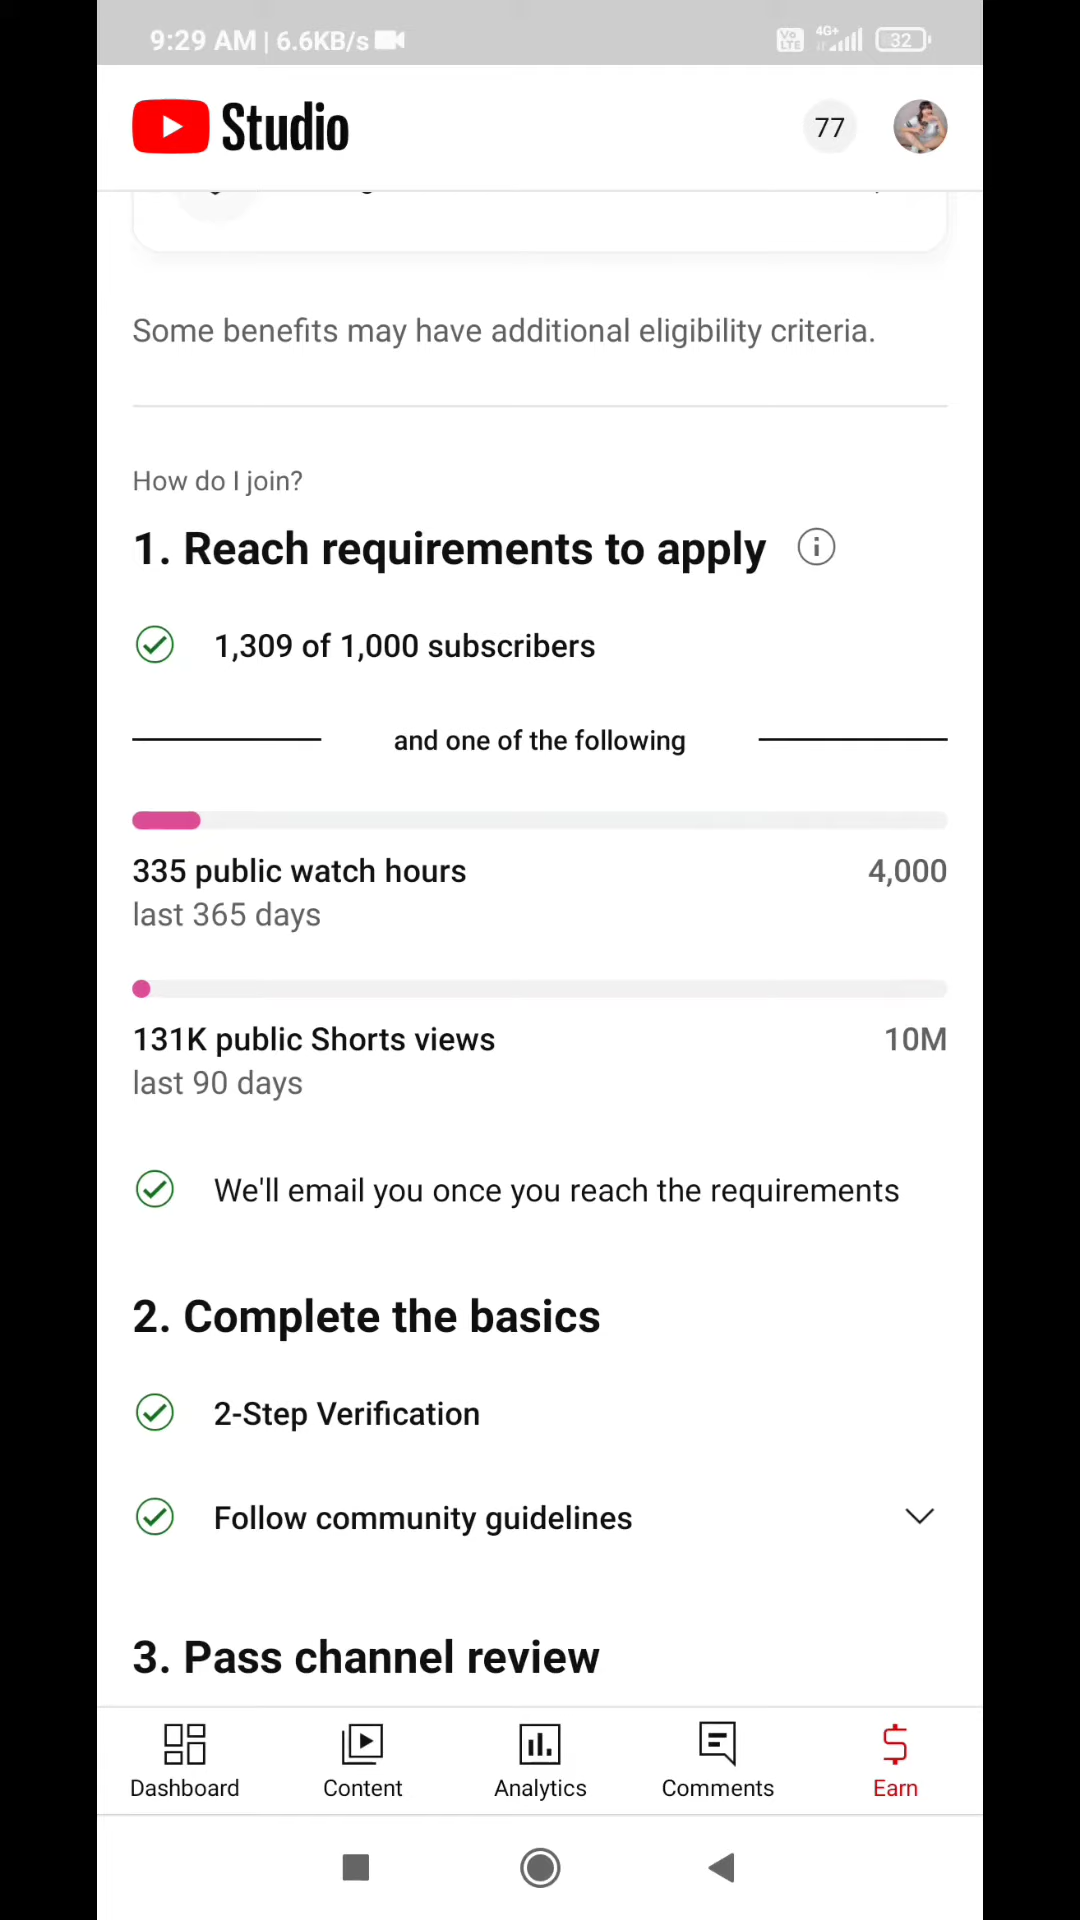 9:29 AM | 6.6KB/s
Vo LTE 4G+ 32
Studio
77
Some benefits may have additional eligibility criteria.
How do I join?
1. Reach requirements to apply
1,309 of 1,000 subscribers
and one of the following
335 public watch hours 4,000
last 365 days
131K public Shorts views 10M
last 90 days
We'll email you once you reach the requirements
2. Complete the basics
2-Step Verification
Follow community guidelines
3. Pass channel review
Dashboard Content Analytics Comments Earn